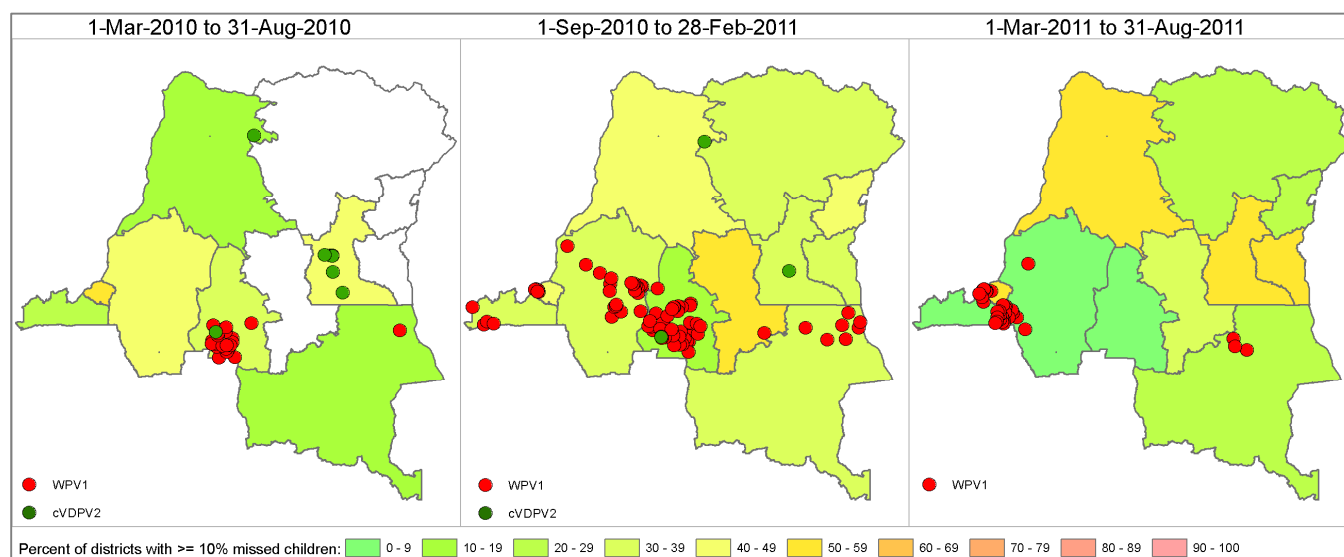 1-Mar-2010 to 31-Aug-2010
1-Sep-2010 to 28-Feb-2011
1-Mar-2011 to 31-Aug-2011
WPV1
cVDPV2
WPV1
cVDPV2
WPV1
Percent of districts with >= 10% missed children: 0 - 9 10 - 19 20 - 29 30 - 39 40 - 49 50 - 59 60 - 69 70 - 79 80 - 89 90 - 100